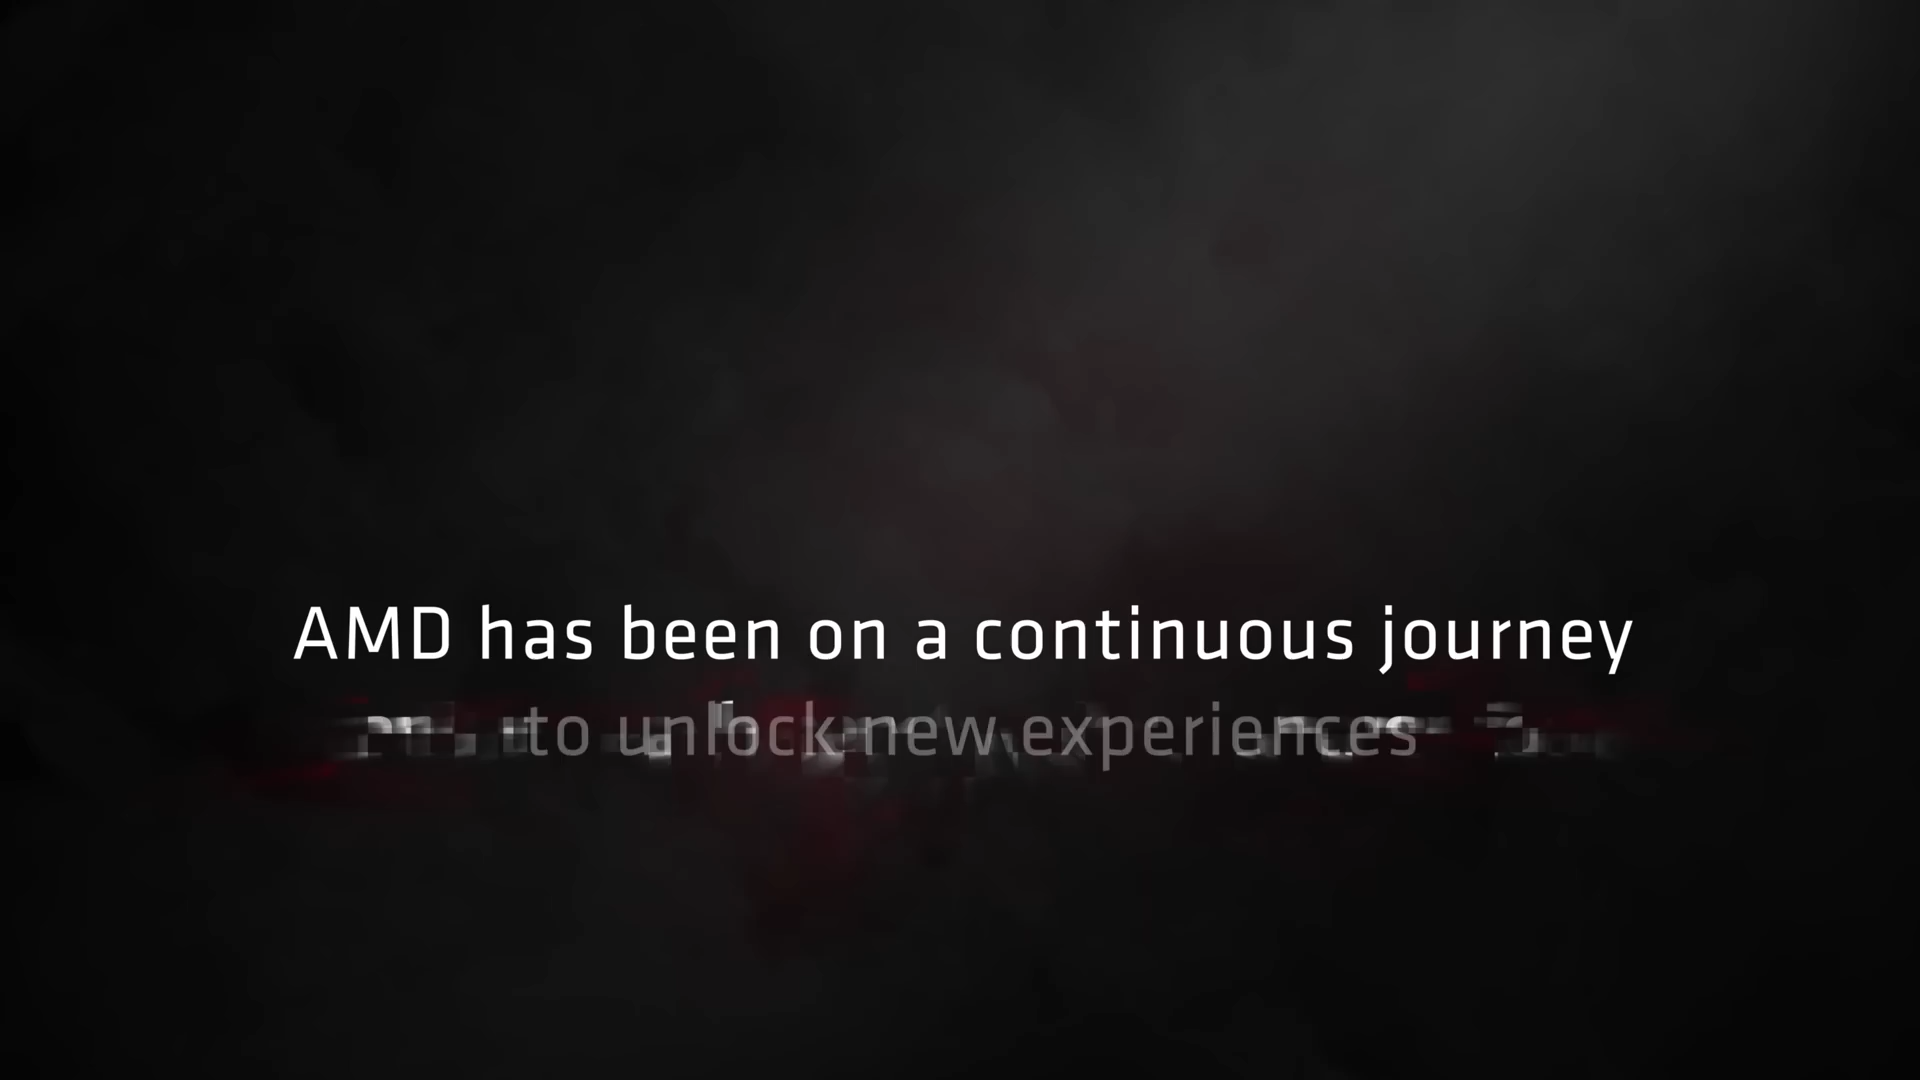 AMD has been on a continuous journey
to unlock new experiences